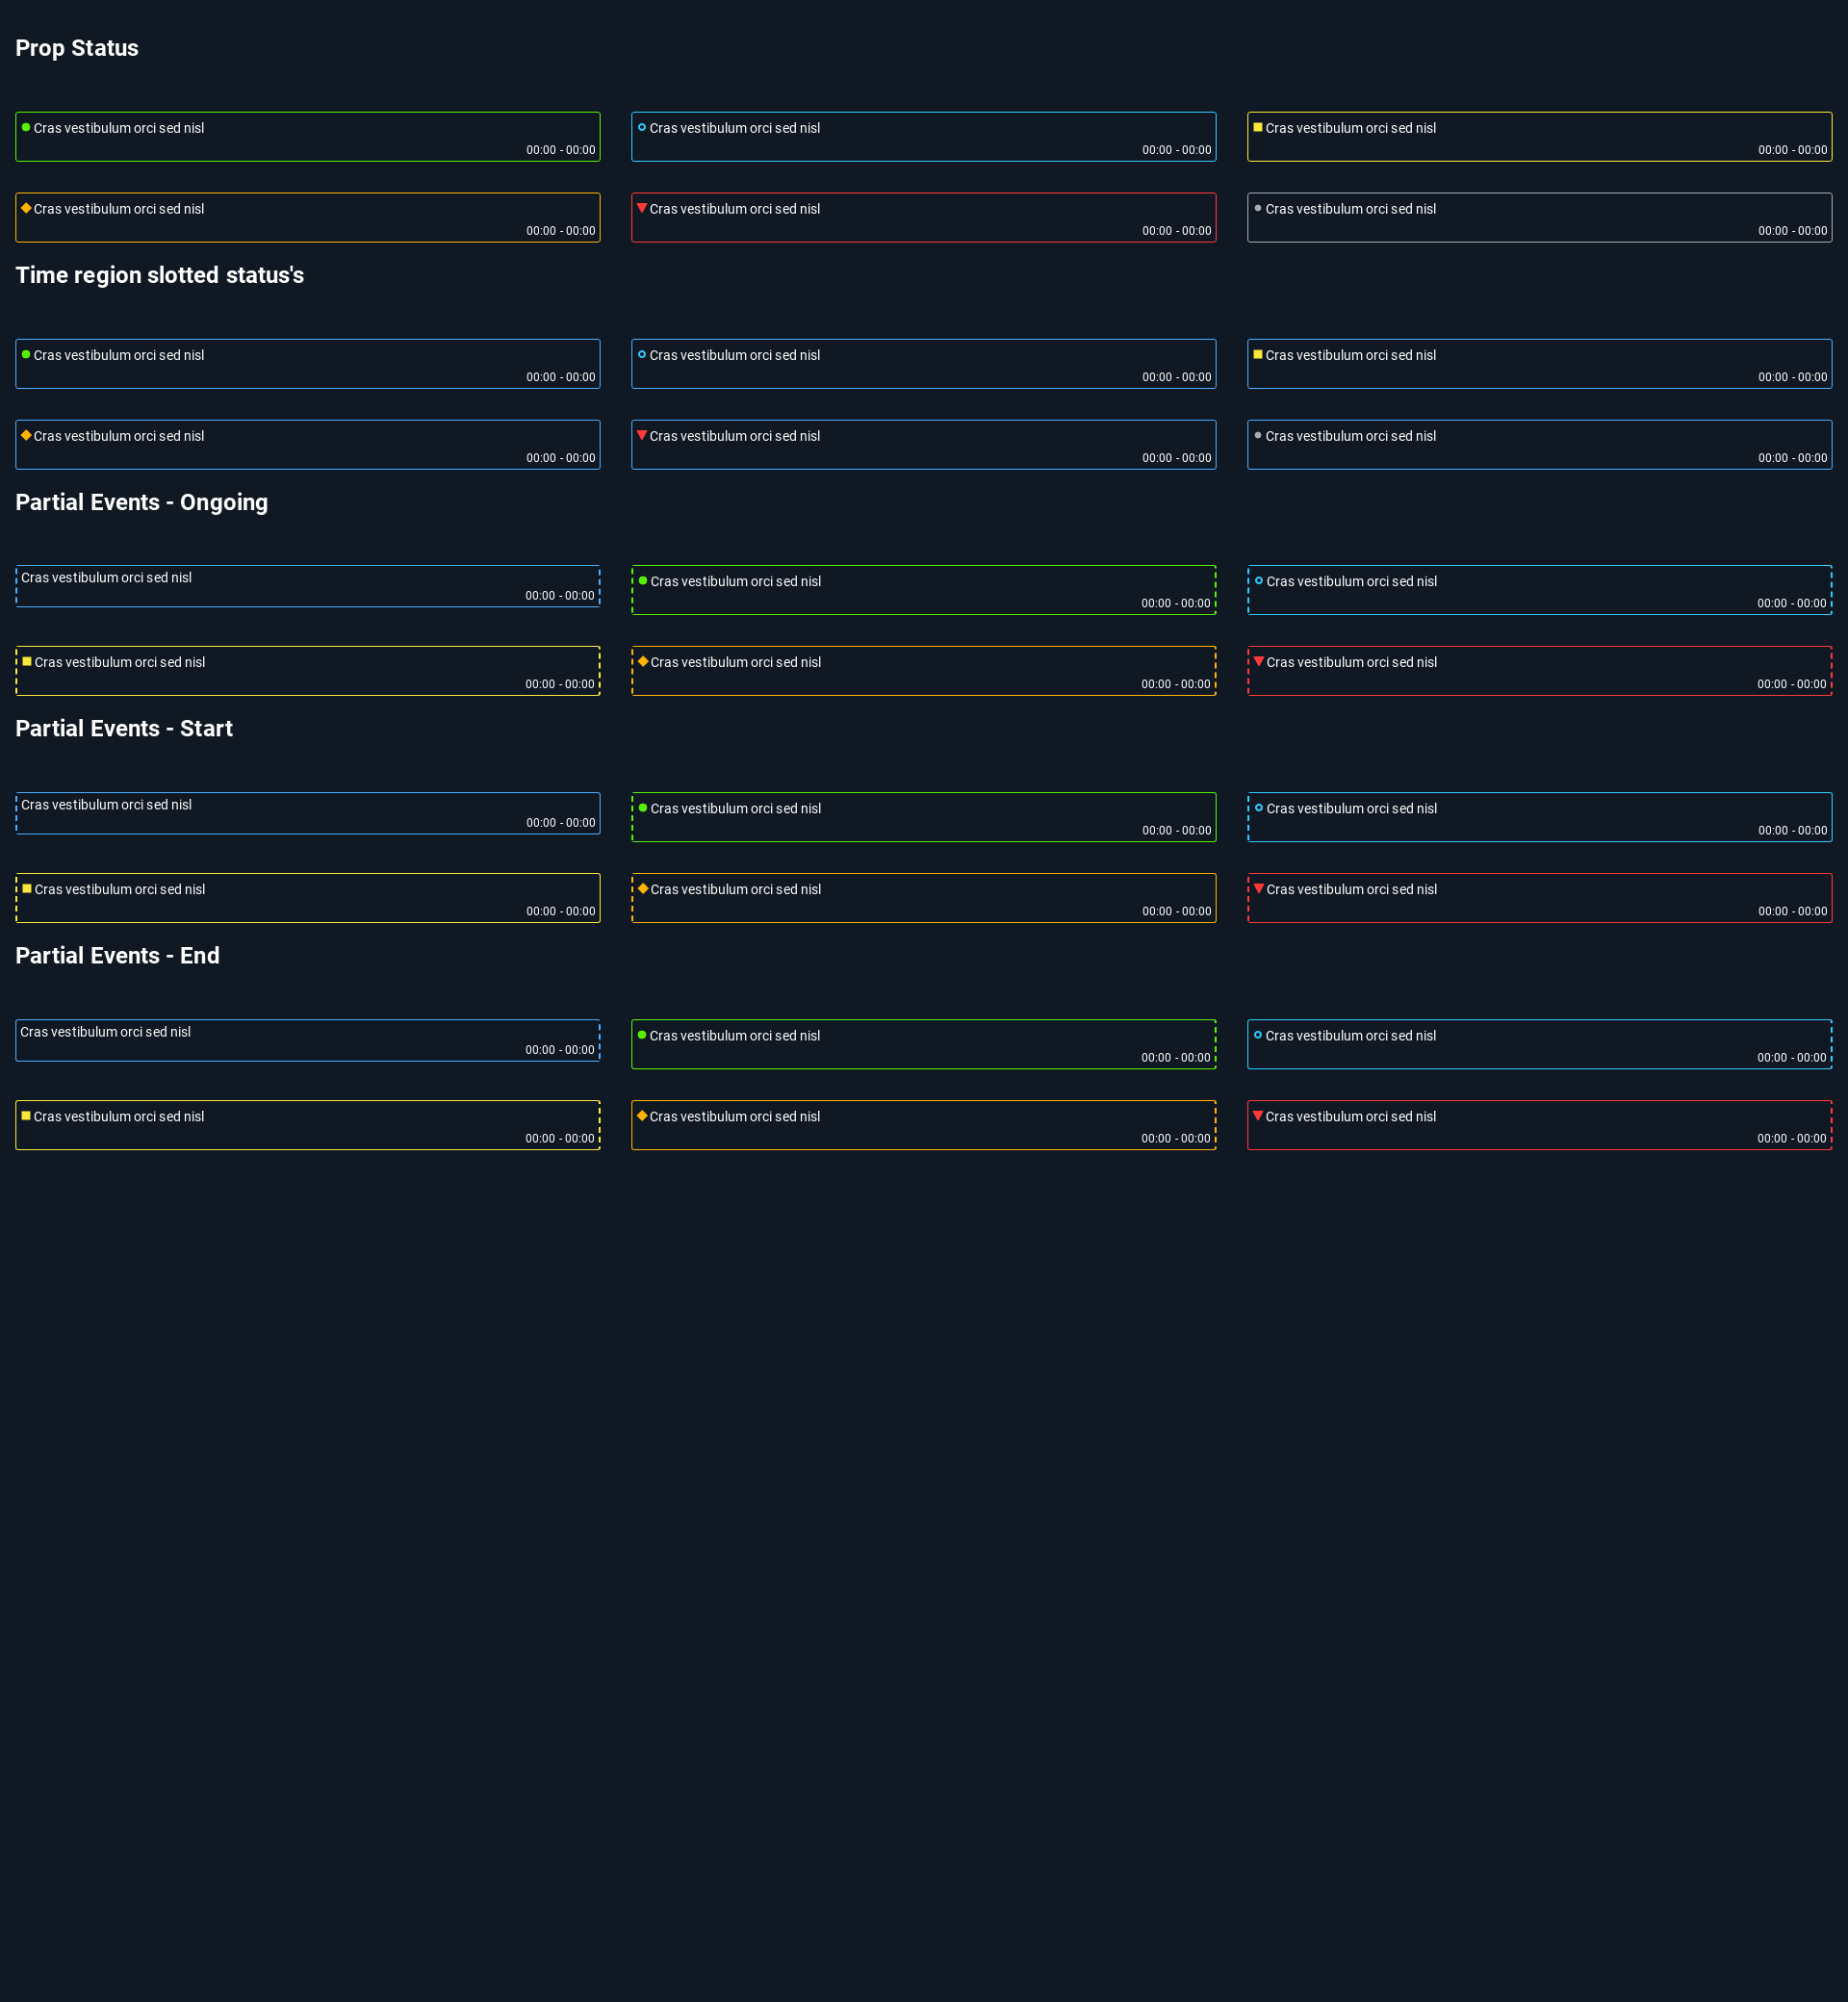 Prop Status
Cras vestibulum orci sed nisl
00:00 - 00:00
Cras vestibulum orci sed nisl
00:00 - 00:00
Cras vestibulum orci sed nisl
00:00 - 00:00
Cras vestibulum orci sed nisl
00:00 - 00:00
Cras vestibulum orci sed nisl
00:00 - 00:00
Cras vestibulum orci sed nisl
00:00 - 00:00
Time region slotted status's
Cras vestibulum orci sed nisl
00:00 - 00:00
Cras vestibulum orci sed nisl
00:00 - 00:00
Cras vestibulum orci sed nisl
00:00 - 00:00
Cras vestibulum orci sed nisl
00:00 - 00:00
Cras vestibulum orci sed nisl
00:00 - 00:00
Cras vestibulum orci sed nisl
00:00 - 00:00
Partial Events - Ongoing
Cras vestibulum orci sed nisl
00:00 - 00:00
Cras vestibulum orci sed nisl
00:00 - 00:00
Cras vestibulum orci sed nisl
00:00 - 00:00
Cras vestibulum orci sed nisl
00:00 - 00:00
Cras vestibulum orci sed nisl
00:00 - 00:00
Cras vestibulum orci sed nisl
00:00 - 00:00
Partial Events - Start
Cras vestibulum orci sed nisl
00:00 - 00:00
Cras vestibulum orci sed nisl
00:00 - 00:00
Cras vestibulum orci sed nisl
00:00 - 00:00
Cras vestibulum orci sed nisl
00:00 - 00:00
Cras vestibulum orci sed nisl
00:00 - 00:00
Cras vestibulum orci sed nisl
00:00 - 00:00
Partial Events - End
Cras vestibulum orci sed nisl
00:00 - 00:00
Cras vestibulum orci sed nisl
00:00 - 00:00
Cras vestibulum orci sed nisl
00:00 - 00:00
Cras vestibulum orci sed nisl
00:00 - 00:00
Cras vestibulum orci sed nisl
00:00 - 00:00
Cras vestibulum orci sed nisl
00:00 - 00:00